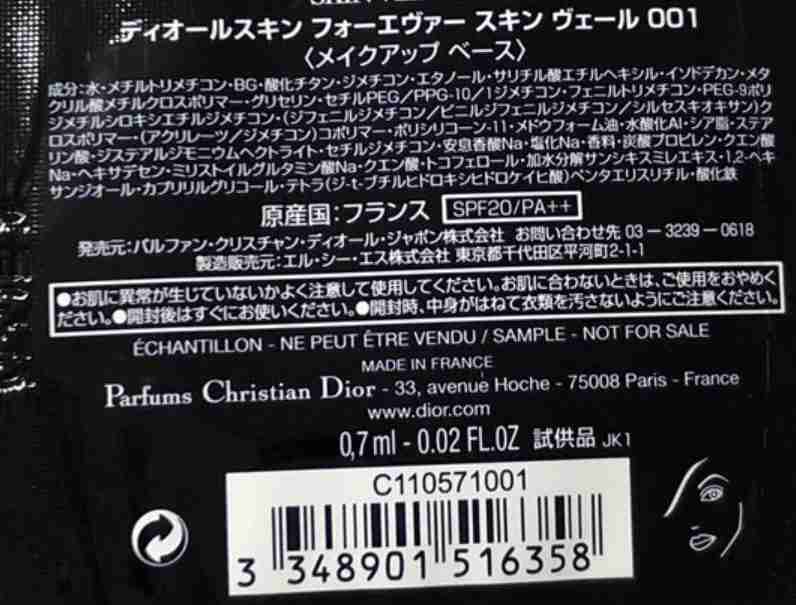 ディオールスキン フォーエヴァー スキン ヴェール 001
〈メイクアップ ベース〉
成分:水・メチルトリメチコン・BG・酸化チタン・ジメチコン・エタノール・サリチル酸エチルヘキシル・イソドデカン・メタ
クリル酸メチルクロスポリマー・グリセリン・セチルPEG/PPG-10/1ジメチコン・フェニルトリメチコン・PEG-9ポリ
ジメチルシロキシエチルジメチコン・(ジフェニルジメチコン/ビニルジフェニルジメチコン/シルセスキオキサン)ク
ロスポリマー・(アクリレーツ/ジメチコン)コポリマー・ポリシリコーン-11・メドウフォーム油・水酸化Al・シア脂・ステア
リン酸・ジステアルジモニウムヘクトライト・セチルジメチコン・安息香酸Na・塩化Na・香料・炭酸プロピレン・クエン酸
Na・ヘキサデセン・ミリストイルグルタミン酸Na・クエン酸・トコフェロール・加水分解サンシキスミレエキス・1,2-ヘキ
サンジオール・カプリリルグリコール・テトラ(ジ-t-ブチルヒドロキシヒドロケイヒ酸)ペンタエリスリチル・酸化鉄
原産国:フランス SPF20/PA++
発売元:パルファン・クリスチャン・ディオール・ジャポン株式会社 お問い合わせ先 03-3239-0618
製造販売元:エル・シー・エス株式会社 東京都千代田区平河町2-1-1
●お肌に異常が生じていないかよく注意して使用してください。お肌に合わないときは、ご使用をおやめく
ださい。●開封後はすぐにお使いください。●開封時、中身がはねて衣類を汚さないようにご注意ください。
ÉCHANTILLON - NE PEUT ÊTRE VENDU / SAMPLE - NOT FOR SALE
MADE IN FRANCE
Parfums Christian Dior - 33, avenue Hoche - 75008 Paris - France
www.dior.com
0,7 ml - 0.02 FL.OZ 試供品 JK1
C110571001
3 348901 516358